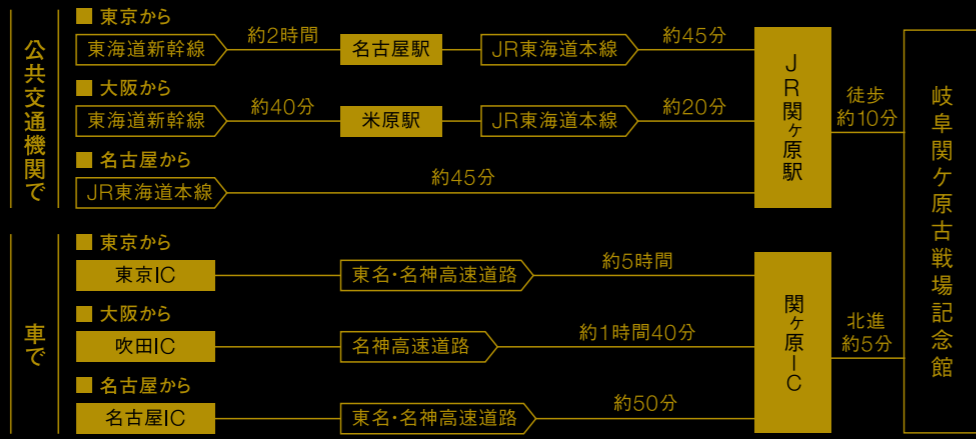 公共交通機関で
■ 東京から
東海道新幹線 約2時間 名古屋駅 JR東海道本線 約45分
■ 大阪から
東海道新幹線 約40分 米原駅 JR東海道本線 約20分
■ 名古屋から
JR東海道本線 約45分
JR関ヶ原駅
徒歩
約10分
車で
■ 東京から
東京IC 東名・名神高速道路 約5時間
■ 大阪から
吹田IC 名神高速道路 約1時間40分
■ 名古屋から
名古屋IC 東名・名神高速道路 約50分
関ヶ原IC
北進
約5分
岐阜関ケ原古戦場記念館